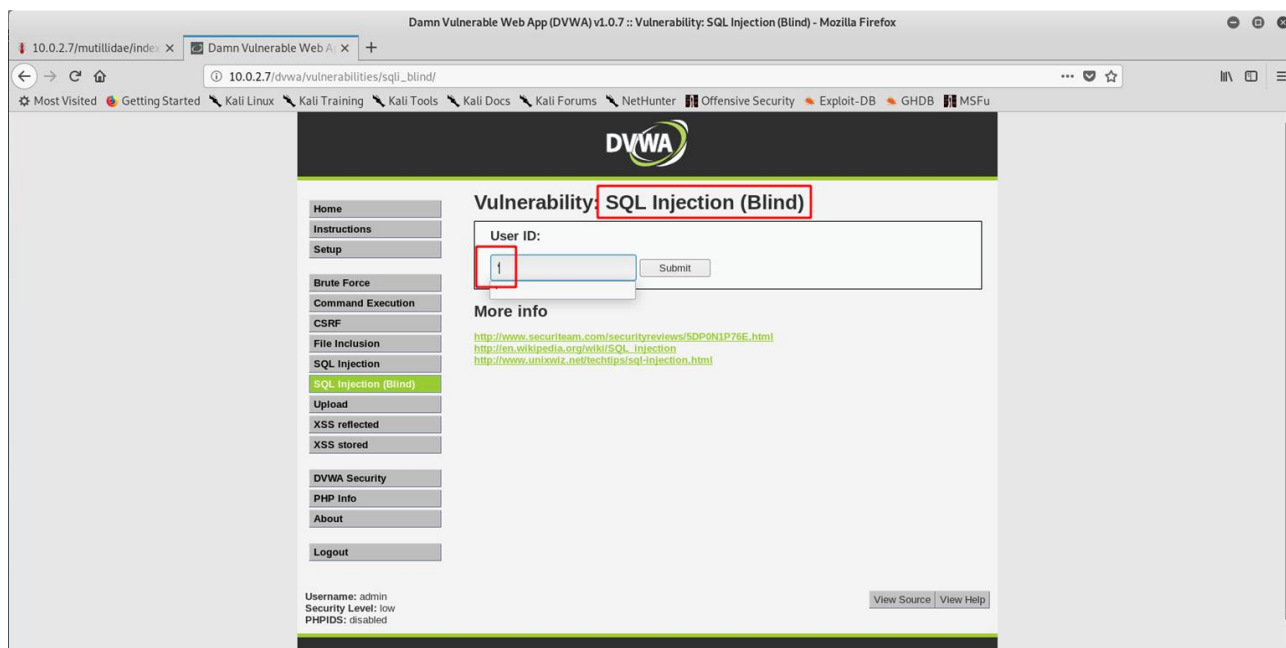 Damn Vulnerable Web App (DVWA) v1.0.7 :: Vulnerability: SQL Injection (Blind) - Mozilla Firefox
10.0.2.7/mutillidae/index
Damn Vulnerable Web A
10.0.2.7/dvwa/vulnerabilities/sqli_blind/
Most Visited Getting Started Kali Linux Kali Training Kali Tools Kali Docs Kali Forums NetHunter Offensive Security Exploit-DB GHDB MSFu
DVWA
Vulnerability: SQL Injection (Blind)
User ID:
'
Submit
More info
http://www.securiteam.com/securityreviews/5DP0N1P76E.html
http://en.wikipedia.org/wiki/SQL_injection
http://www.unixwiz.net/techtips/sql-injection.html
Home
Instructions
Setup
Brute Force
Command Execution
CSRF
File Inclusion
SQL Injection
SQL Injection (Blind)
Upload
XSS reflected
XSS stored
DVWA Security
PHP Info
About
Logout
Username: admin
Security Level: low
PHPIDS: disabled
View Source View Help